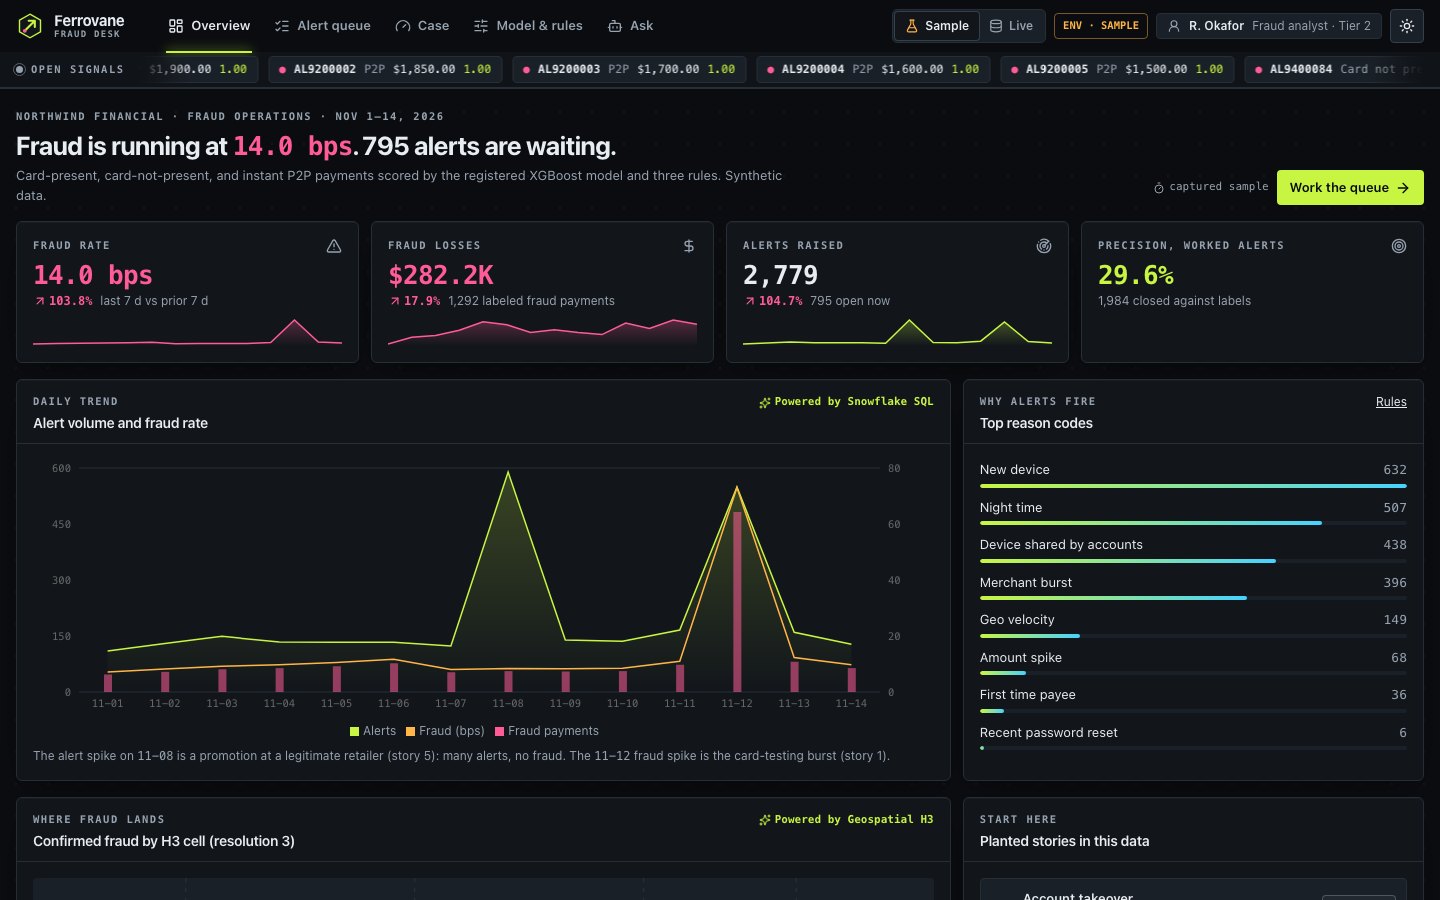 Ferrovane
FRAUD DESK
Overview
Alert queue
Case
Model & rules
Ask
Sample
Live
ENV · SAMPLE
R. Okafor Fraud analyst · Tier 2
OPEN SIGNALS
$1,900.00 1.00
AL9200002 P2P $1,850.00 1.00
AL9200003 P2P $1,700.00 1.00
AL9200004 P2P $1,600.00 1.00
AL9200005 P2P $1,500.00 1.00
AL9400084 Card not
NORTHWIND FINANCIAL · FRAUD OPERATIONS · NOV 1–14, 2026
Fraud is running at 14.0 bps. 795 alerts are waiting.
Card-present, card-not-present, and instant P2P payments scored by the registered XGBoost model and three rules. Synthetic
data.
captured sample
Work the queue →
FRAUD RATE
14.0 bps
103.8% last 7 d vs prior 7 d
FRAUD LOSSES
$282.2K
17.9% 1,292 labeled fraud payments
ALERTS RAISED
2,779
104.7% 795 open now
PRECISION, WORKED ALERTS
29.6%
1,984 closed against labels
DAILY TREND
Alert volume and fraud rate
Powered by Snowflake SQL
600
450
300
150
0
80
60
40
20
0
11-01 11-02 11-03 11-04 11-05 11-06 11-07 11-08 11-09 11-10 11-11 11-12 11-13 11-14
Alerts Fraud (bps) Fraud payments
The alert spike on 11–08 is a promotion at a legitimate retailer (story 5): many alerts, no fraud. The 11–12 fraud spike is the card-testing burst (story 1).
WHY ALERTS FIRE
Top reason codes
Rules
New device 632
Night time 507
Device shared by accounts 438
Merchant burst 396
Geo velocity 149
Amount spike 68
First time payee 36
Recent password reset 6
WHERE FRAUD LANDS
Confirmed fraud by H3 cell (resolution 3)
Powered by Geospatial H3
START HERE
Planted stories in this data
Account takeover